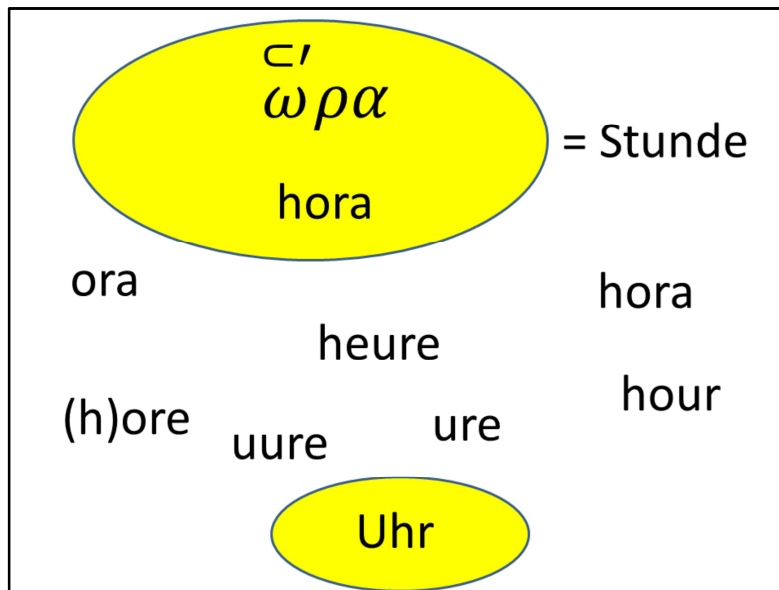 ὥρα
= Stunde
hora
ora
hora
heure
(h)ore
hour
uure
ure
Uhr